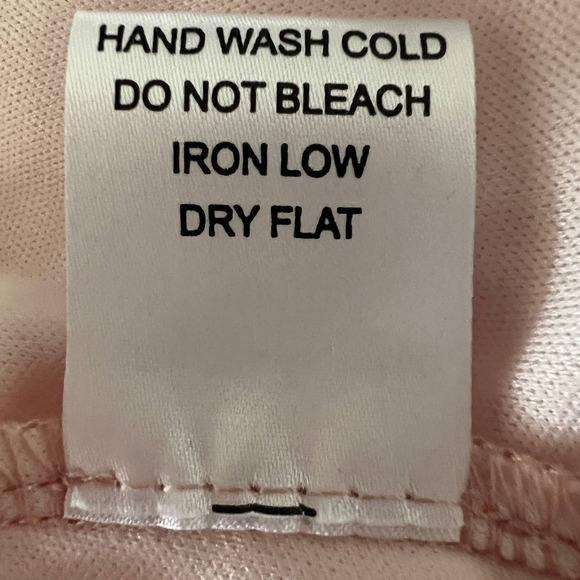 HAND WASH COLD
DO NOT BLEACH
IRON LOW
DRY FLAT